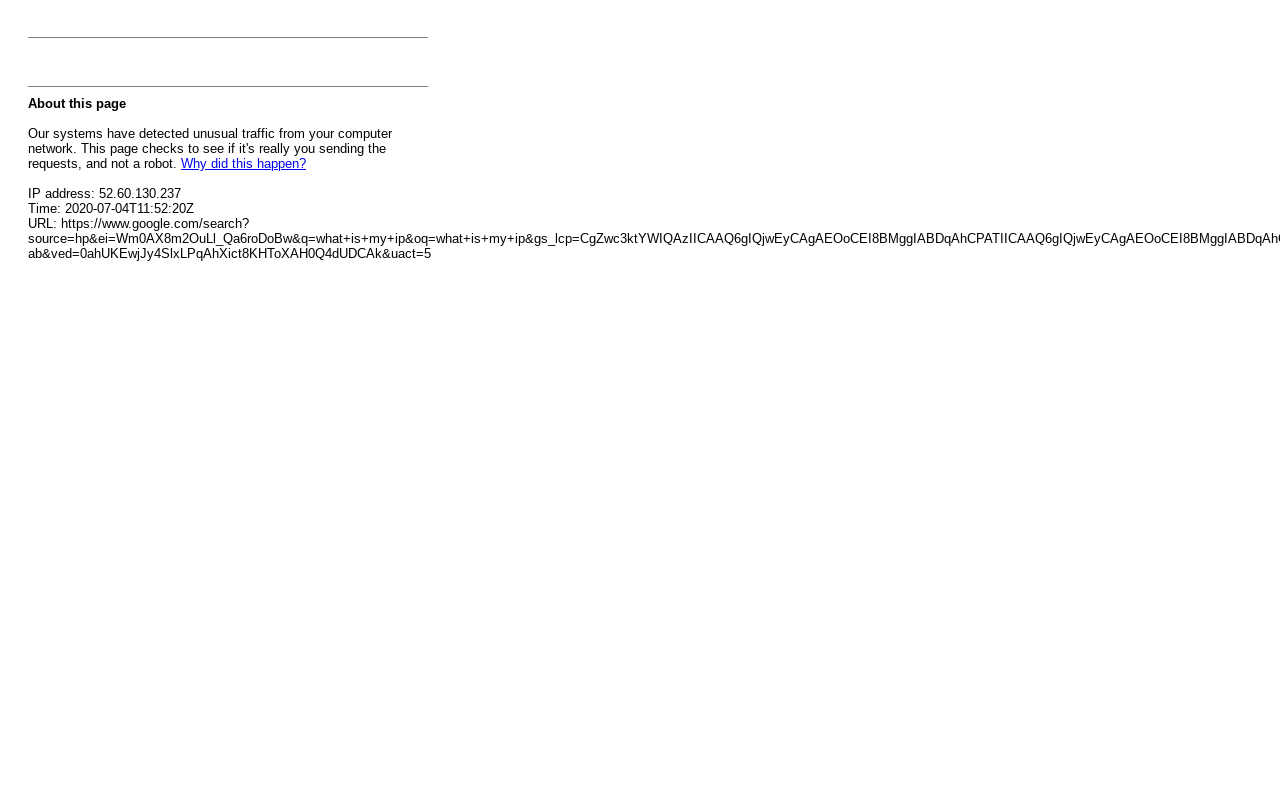 About this page
Our systems have detected unusual traffic from your computer
network. This page checks to see if it's really you sending the
requests, and not a robot. Why did this happen?
IP address: 52.60.130.237
Time: 2020-07-04T11:52:20Z
URL: https://www.google.com/search?
source=hp&ei=Wm0AX8m2OuLl_Qa6roDoBw&q=what+is+my+ip&oq=what+is+my+ip&gs_lcp=CgZwc3ktYWIQAzIICAAQ6gIQjwEyCAgAEOoCEI8BMggIABDqAhCPATIICAAQ6gIQjwEyCAgAEOoCEI8BMggIABDqAh
ab&ved=0ahUKEwjJy4SlxLPqAhXict8KHToXAH0Q4dUDCAk&uact=5